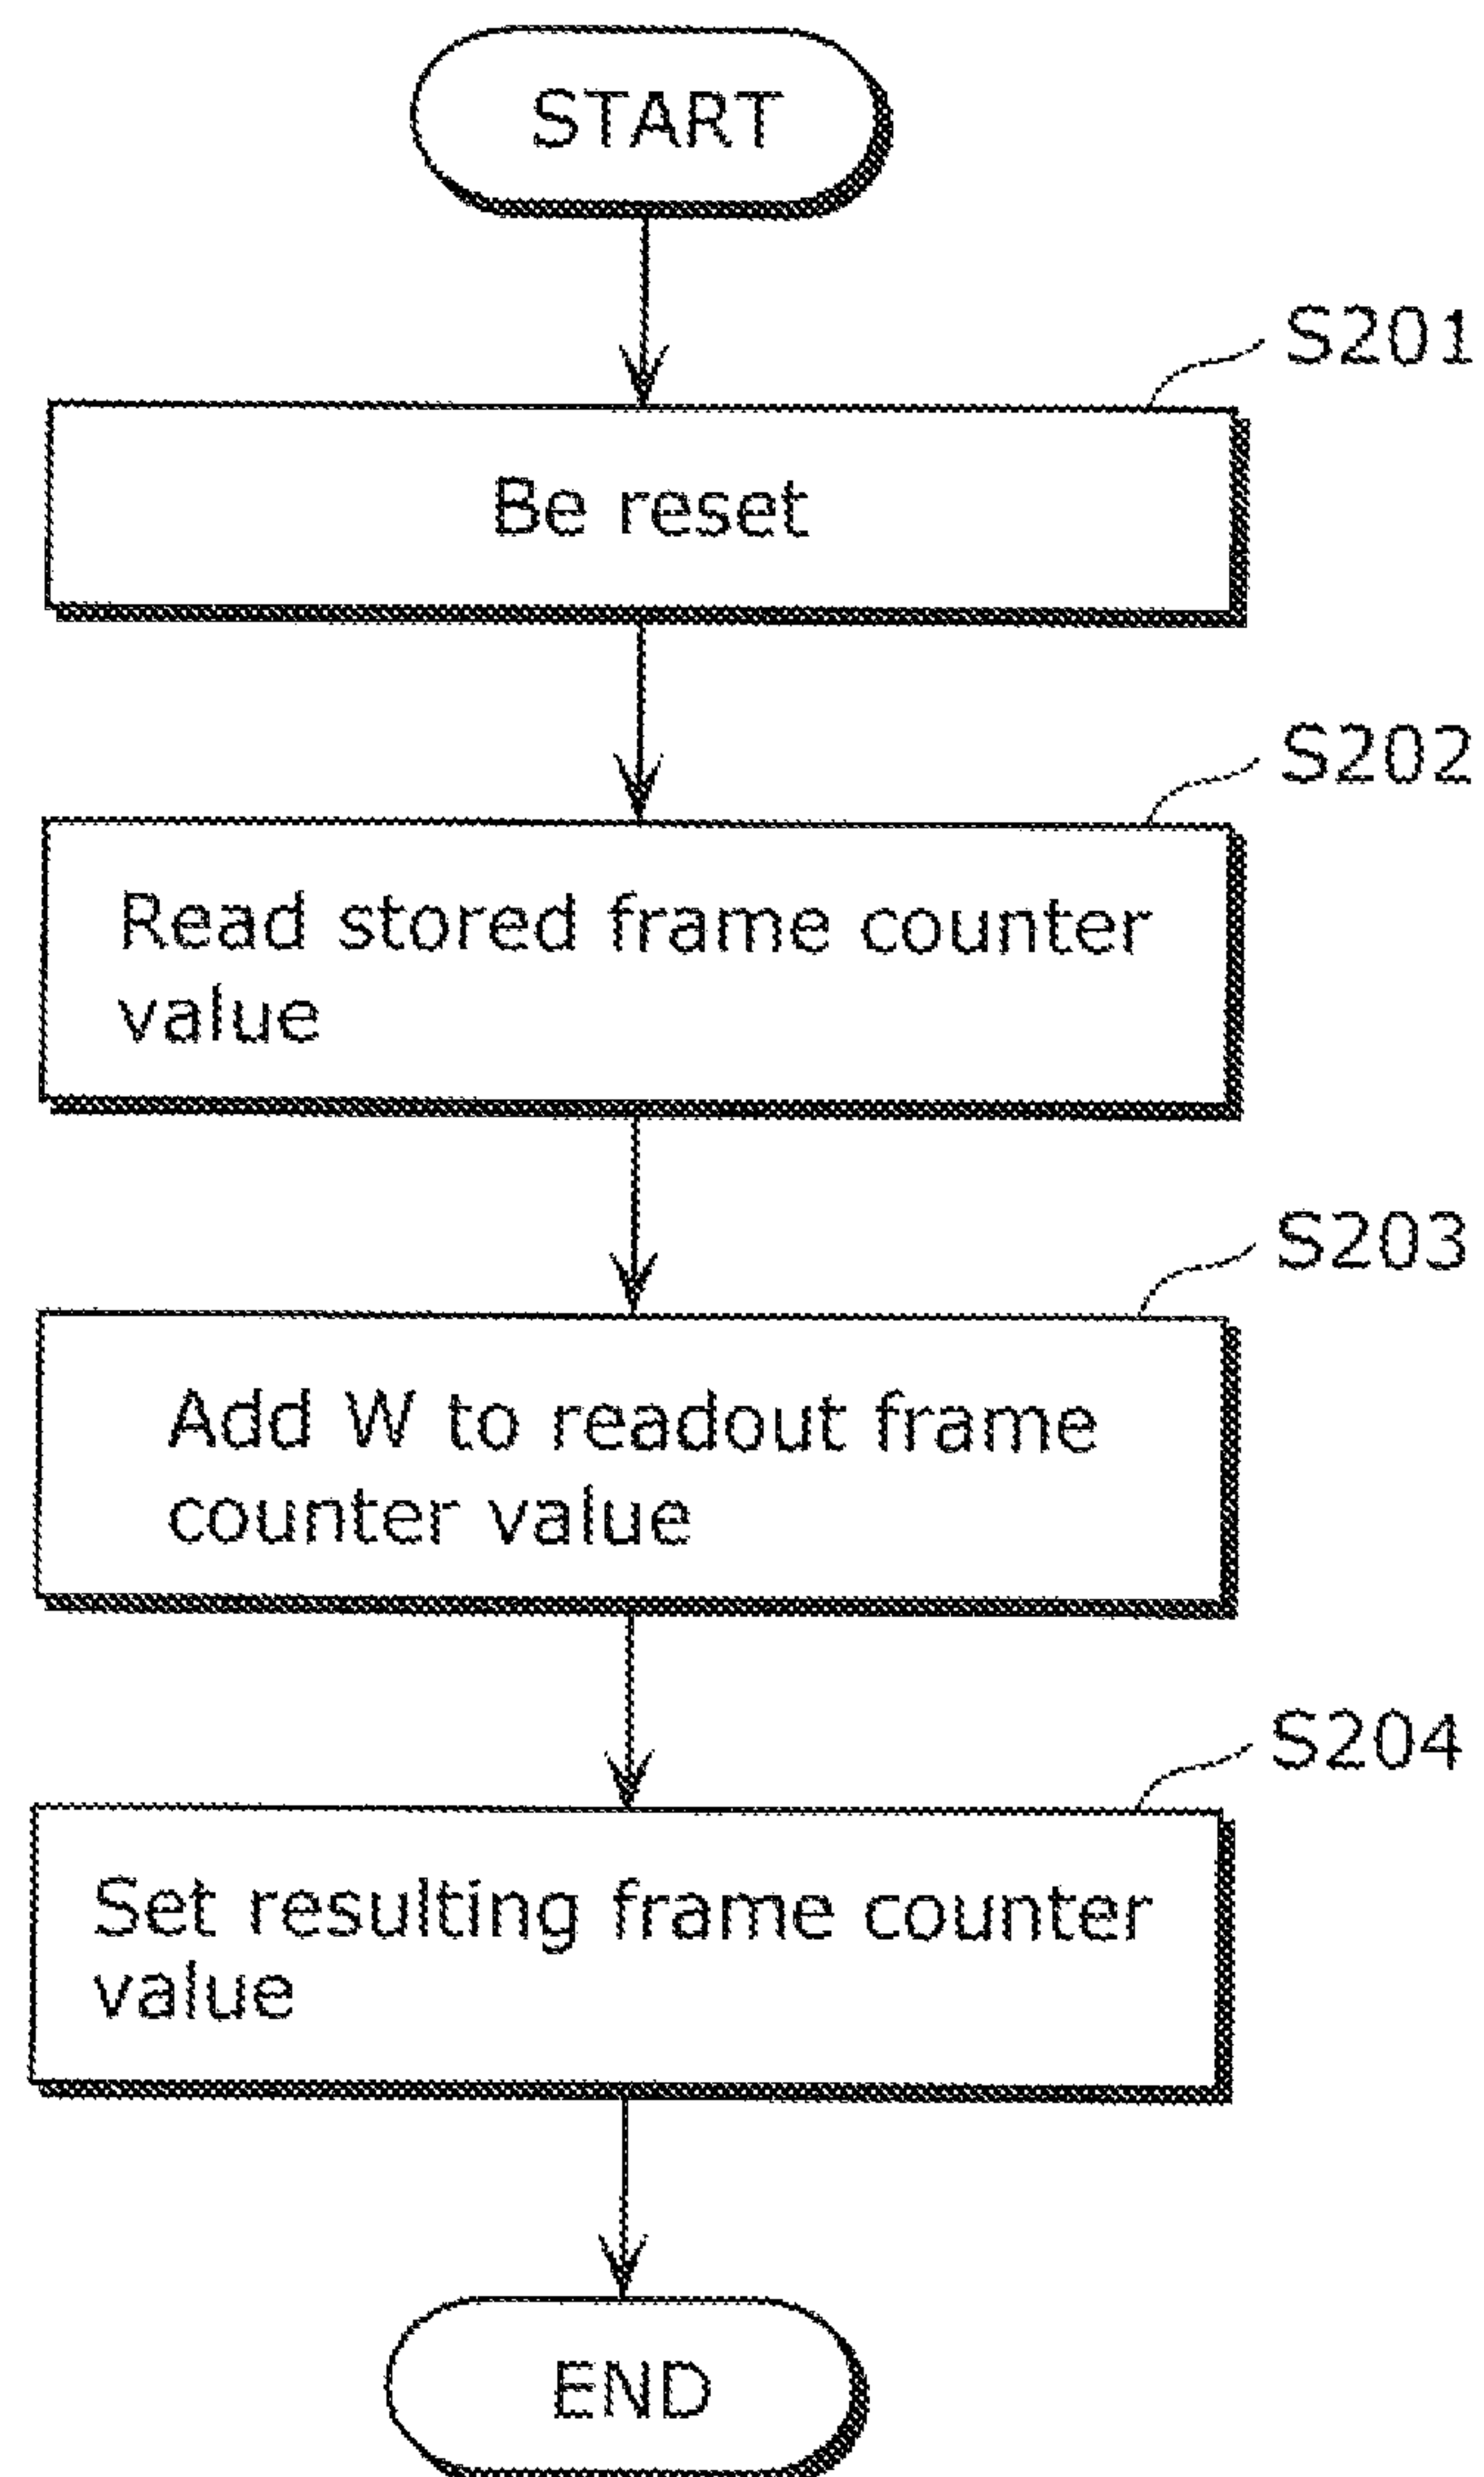 START
S201
Be reset
S202
Read stored frame counter
value
S203
Add W to readout frame
counter value
S204
Set resulting frame counter
value
END